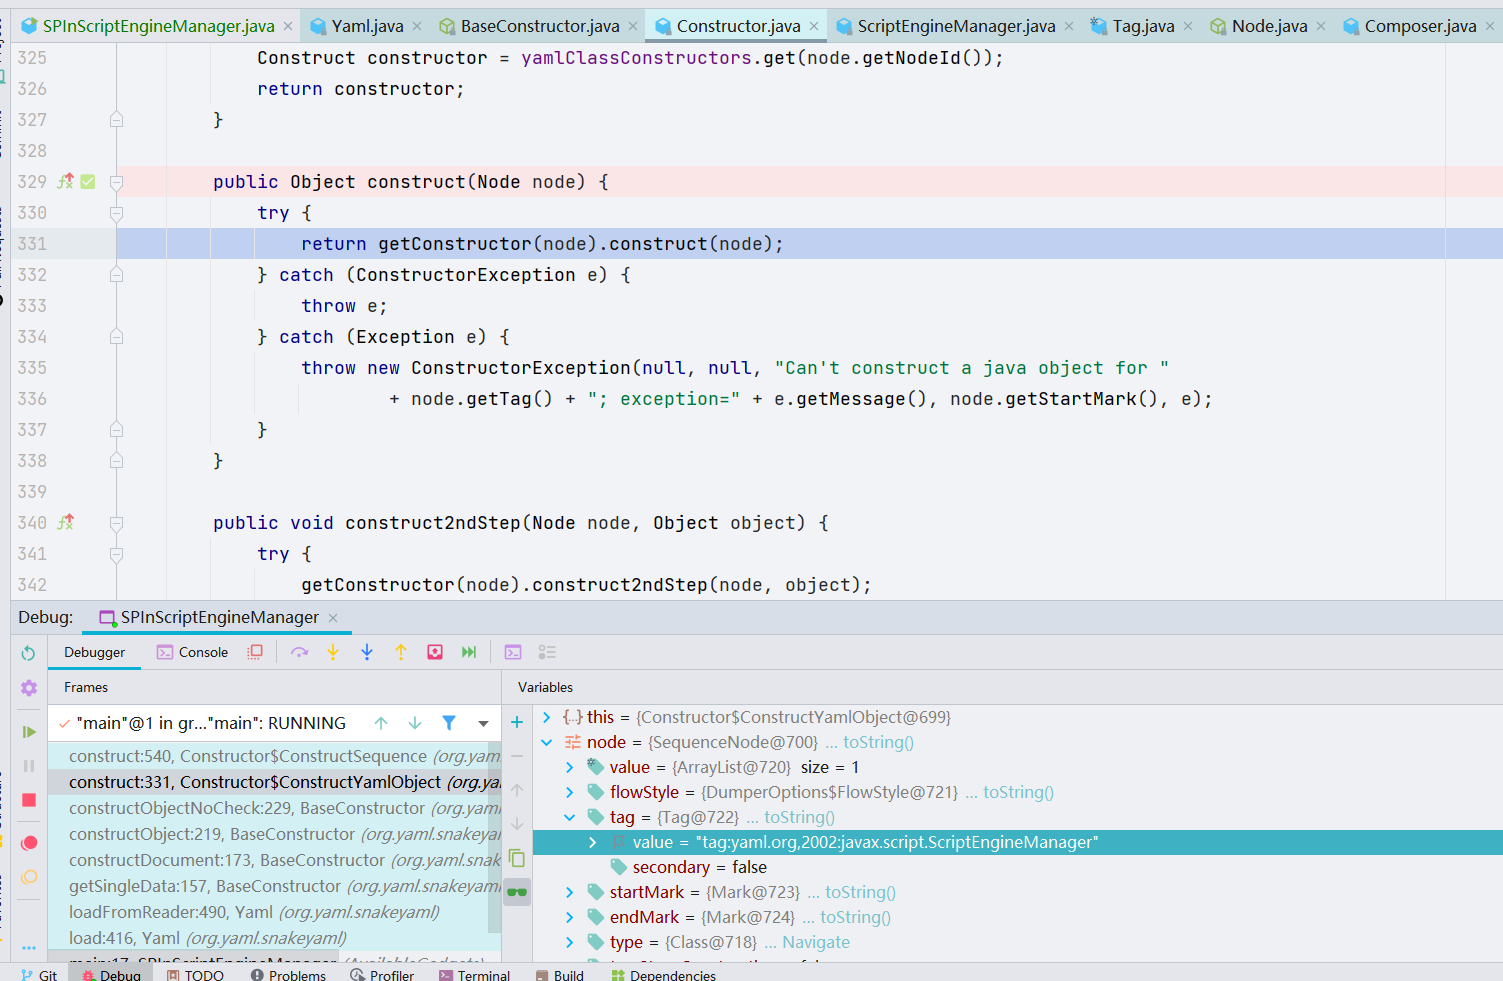 SPInScriptEngineManager.java × Yaml.java × BaseConstructor.java × Constructor.java × ScriptEngineManager.java × Tag.java × Node.java × Composer.java ×
325 Construct constructor = yamlClassConstructors.get(node.getNodeId());
326 return constructor;
327 }
328
329 public Object construct(Node node) {
330 try {
331 return getConstructor(node).construct(node);
332 } catch (ConstructorException e) {
333 throw e;
334 } catch (Exception e) {
335 throw new ConstructorException(null, null, "Can't construct a java object for "
336 + node.getTag() + "; exception=" + e.getMessage(), node.getStartMark(), e);
337 }
338 }
339
340 public void construct2ndStep(Node node, Object object) {
341 try {
342 getConstructor(node).construct2ndStep(node, object);
Debug: SPInScriptEngineManager ×
Debugger Console
Frames
"main"@1 in gr..."main": RUNNING
construct:540, Constructor$ConstructSequence (org.yam
construct:331, Constructor$ConstructYamlObject (org.ya
constructObjectNoCheck:229, BaseConstructor (org.yam
constructObject:219, BaseConstructor (org.yaml.snakeya
constructDocument:173, BaseConstructor (org.yaml.snak
getSingleData:157, BaseConstructor (org.yaml.snakeyam
loadFromReader:490, Yaml (org.yaml.snakeyaml)
load:416, Yaml (org.yaml.snakeyaml)
main:17, SPInScriptEngineManager (AvailableGadgets)
Variables
this = {Constructor$ConstructYamlObject@699}
node = {SequenceNode@700} ... toString()
value = {ArrayList@720} size = 1
flowStyle = {DumperOptions$FlowStyle@721} ... toString()
tag = {Tag@722} ... toString()
value = "tag:yaml.org,2002:javax.script.ScriptEngineManager"
secondary = false
startMark = {Mark@723} ... toString()
endMark = {Mark@724} ... toString()
type = {Class@718} ... Navigate
Git Debug TODO Problems Profiler Terminal Build Dependencies